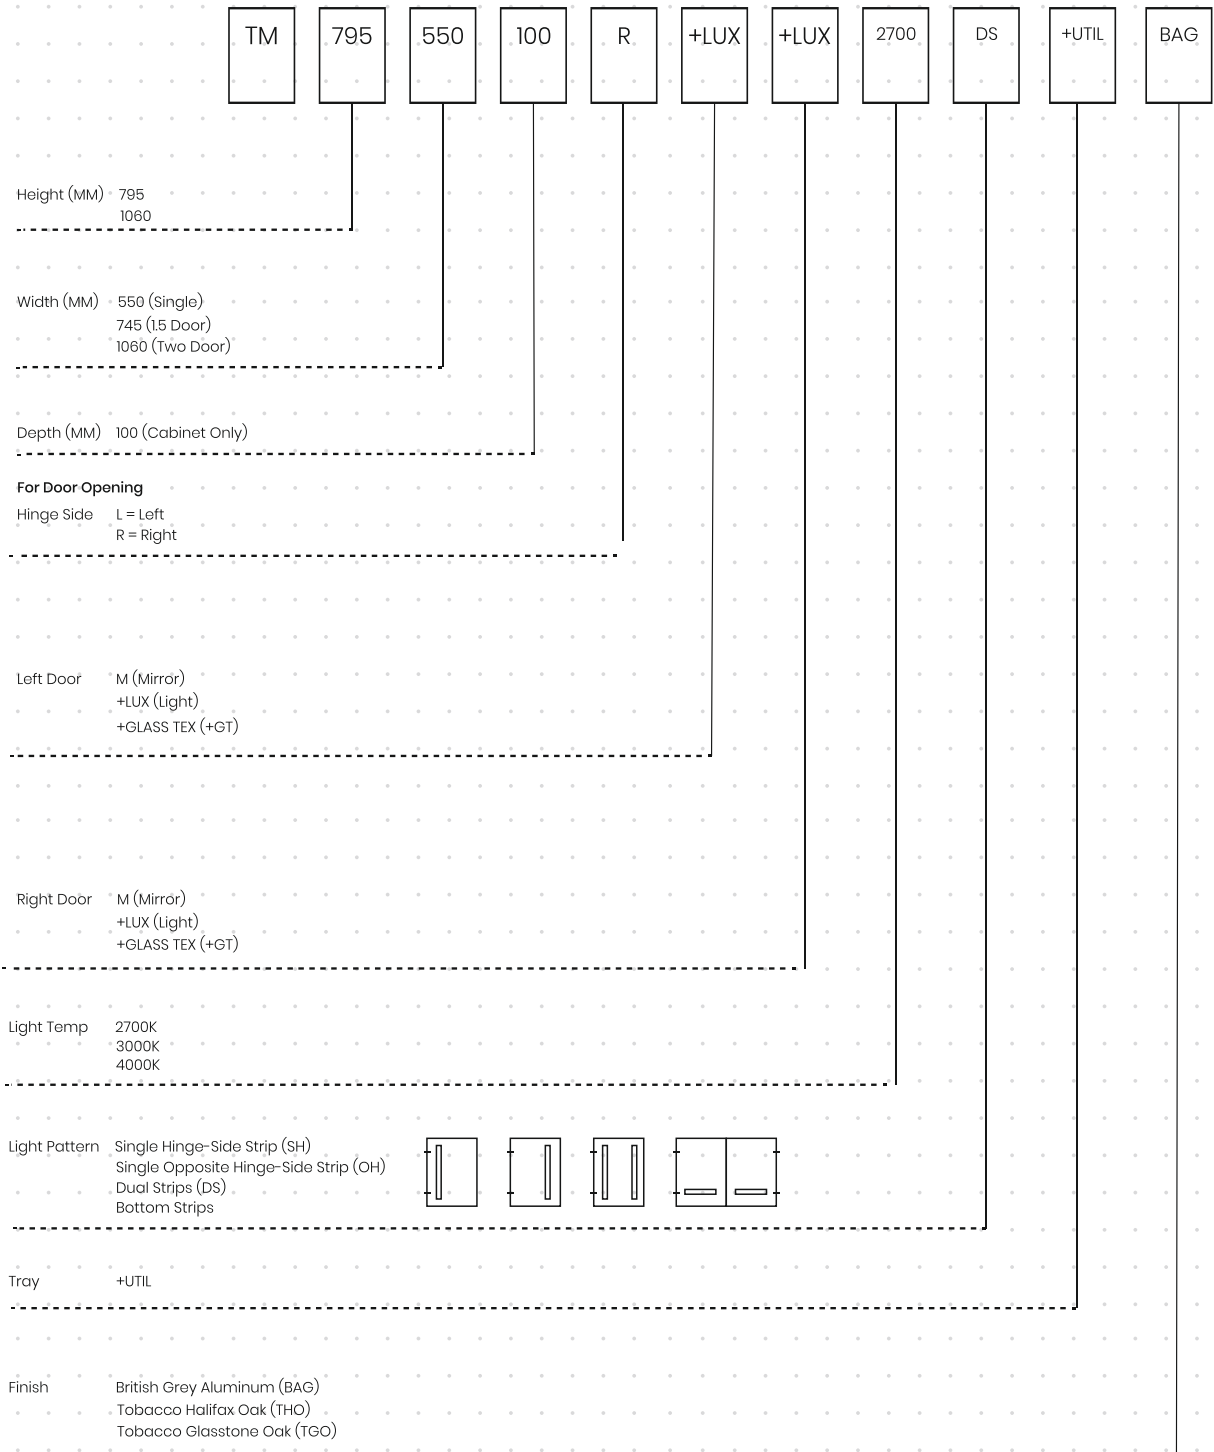 TM 795 550 100 R +LUX +LUX 2700 DS +UTIL BAG
Height (MM) 795
1060
Width (MM) 550 (Single)
745 (1.5 Door)
1060 (Two Door)
Depth (MM) 100 (Cabinet Only)
For Door Opening
Hinge Side L = Left
R = Right
Left Door M (Mirror)
+LUX (Light)
+GLASS TEX (+GT)
Right Door M (Mirror)
+LUX (Light)
+GLASS TEX (+GT)
Light Temp 2700K
3000K
4000K
Light Pattern Single Hinge-Side Strip (SH)
Single Opposite Hinge-Side Strip (OH)
Dual Strips (DS)
Bottom Strips
Tray +UTIL
Finish British Grey Aluminum (BAG)
Tobacco Halifax Oak (THO)
Tobacco Glasstone Oak (TGO)